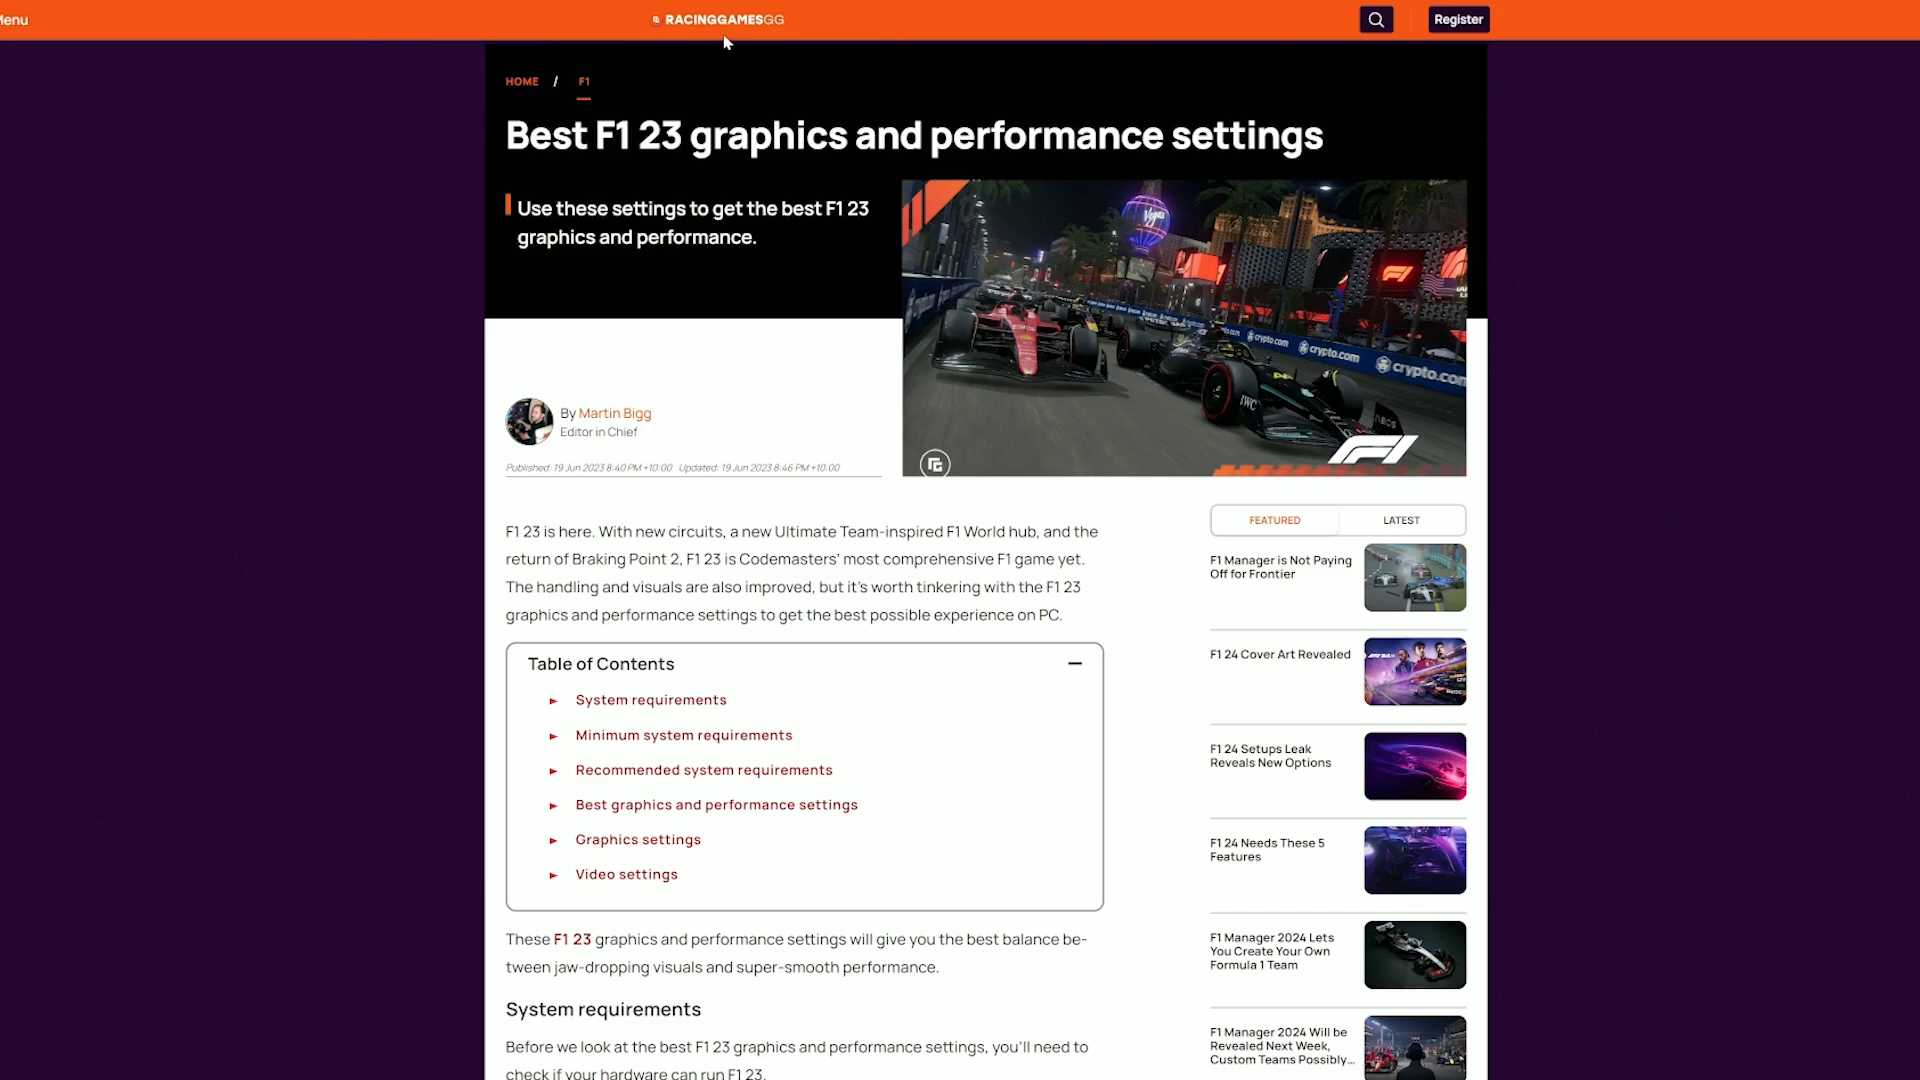 Menu
RACINGGAMESGG
Register
HOME / F1
Best F1 23 graphics and performance settings
Use these settings to get the best F1 23
graphics and performance.
Vegas
crypto.com
crypto.com
crypto.com
IWC
By Martin Bigg
Editor in Chief
Published: 19 Jun 2023 8:40 PM +10:00 Updated: 19 Jun 2023 8:46 PM +10:00
F1 23 is here. With new circuits, a new Ultimate Team-inspired F1 World hub, and the
return of Braking Point 2, F1 23 is Codemasters' most comprehensive F1 game yet.
The handling and visuals are also improved, but it's worth tinkering with the F1 23
graphics and performance settings to get the best possible experience on PC.
Table of Contents
System requirements
Minimum system requirements
Recommended system requirements
Best graphics and performance settings
Graphics settings
Video settings
These F1 23 graphics and performance settings will give you the best balance be-
tween jaw-dropping visuals and super-smooth performance.
System requirements
Before we look at the best F1 23 graphics and performance settings, you'll need to
check if your hardware can run F1 23.
FEATURED LATEST
F1 Manager is Not Paying
Off for Frontier
F1 24 Cover Art Revealed
F1 24 Setups Leak
Reveals New Options
F1 24 Needs These 5
Features
F1 Manager 2024 Lets
You Create Your Own
Formula 1 Team
F1 Manager 2024 Will be
Revealed Next Week,
Custom Teams Possibly...